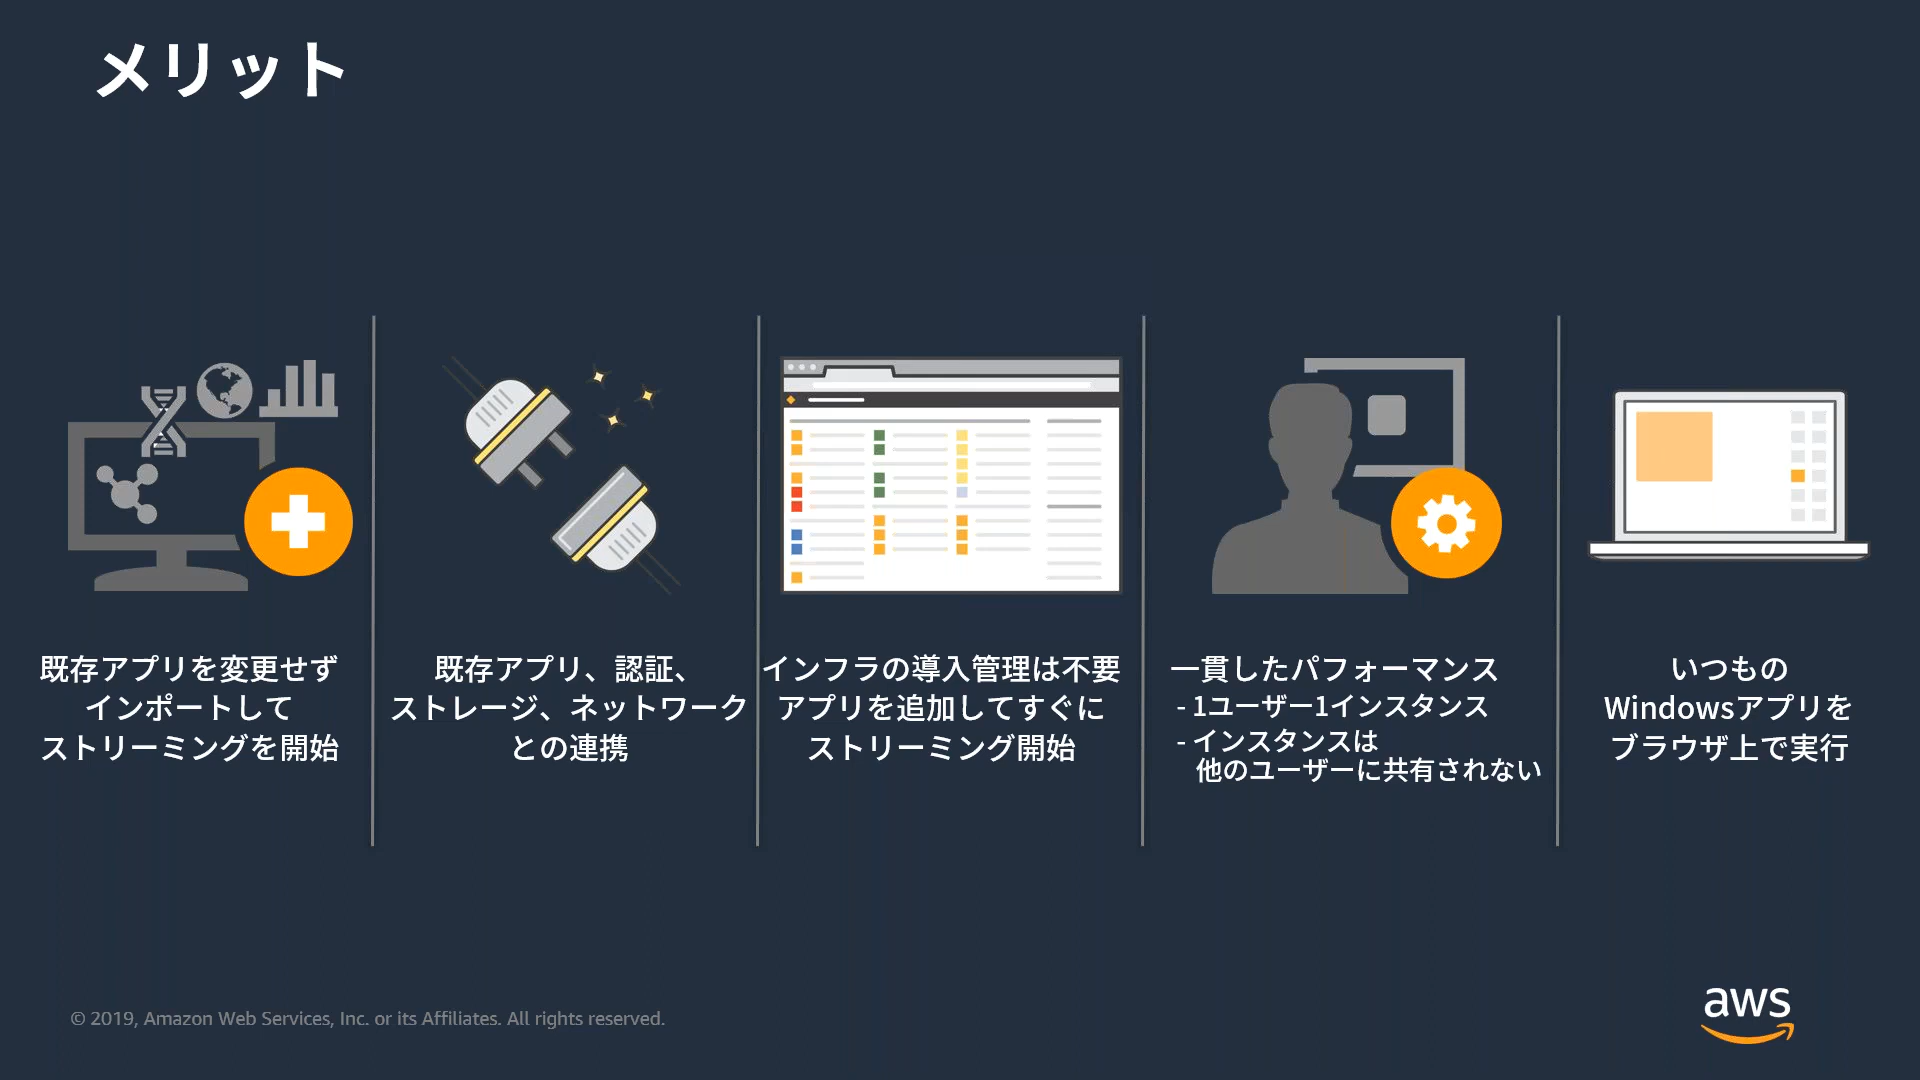 メリット
既存アプリを変更せず
インポートして
ストリーミングを開始
既存アプリ、認証、
ストレージ、ネットワーク
との連携
インフラの導入管理は不要
アプリを追加してすぐに
ストリーミング開始
一貫したパフォーマンス
- 1ユーザー1インスタンス
- インスタンスは
他のユーザーに共有されない
いつもの
Windowsアプリを
ブラウザ上で実行
© 2019, Amazon Web Services, Inc. or its Affiliates. All rights reserved.
aws